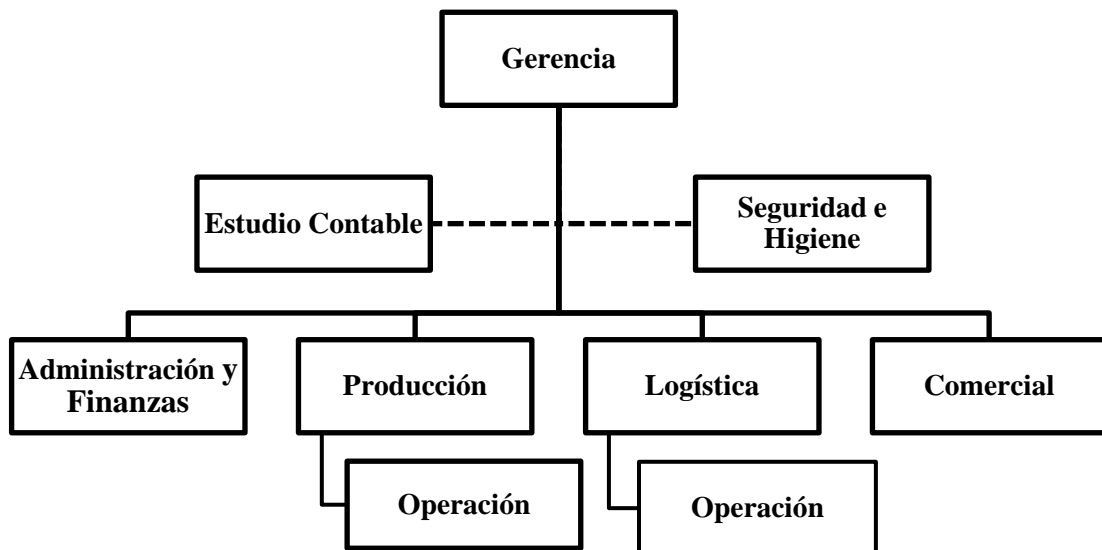 Gerencia
Estudio Contable
Seguridad e
Higiene
Administración y
Finanzas
Producción
Logística
Comercial
Operación
Operación